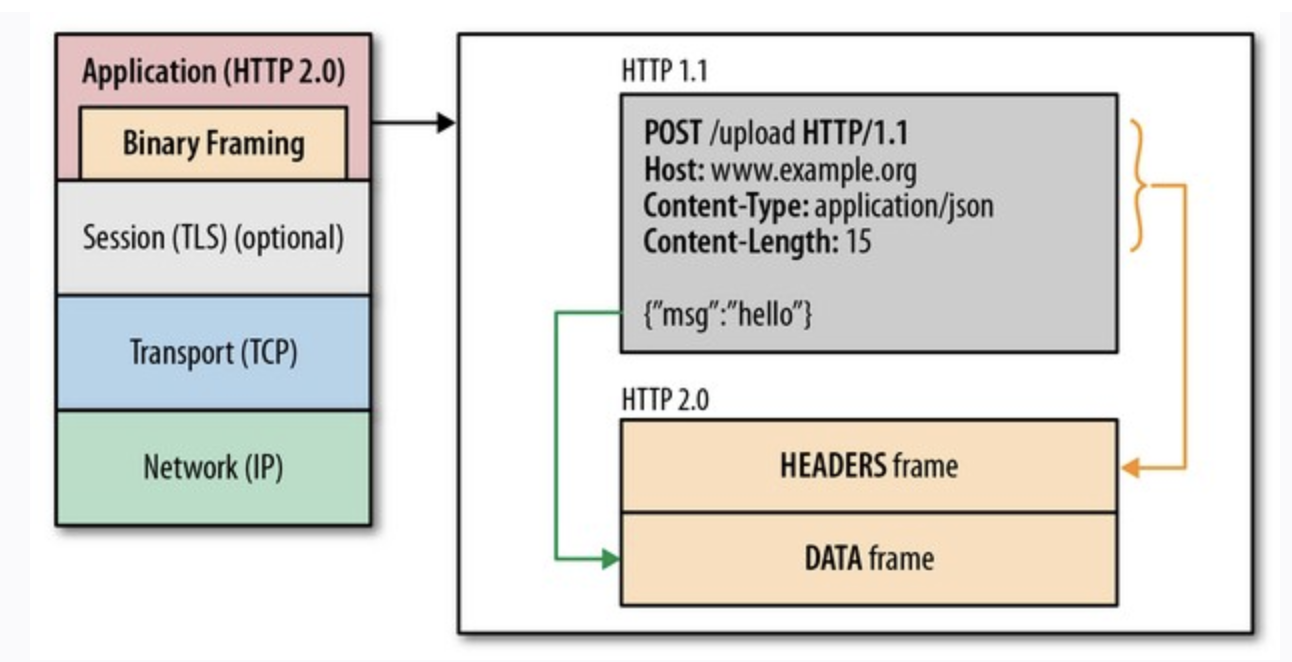 Application (HTTP 2.0)
Binary Framing
Session (TLS) (optional)
Transport (TCP)
Network (IP)
HTTP 1.1
POST /upload HTTP/1.1
Host: www.example.org
Content-Type: application/json
Content-Length: 15
{"msg":"hello"}
HTTP 2.0
HEADERS frame
DATA frame